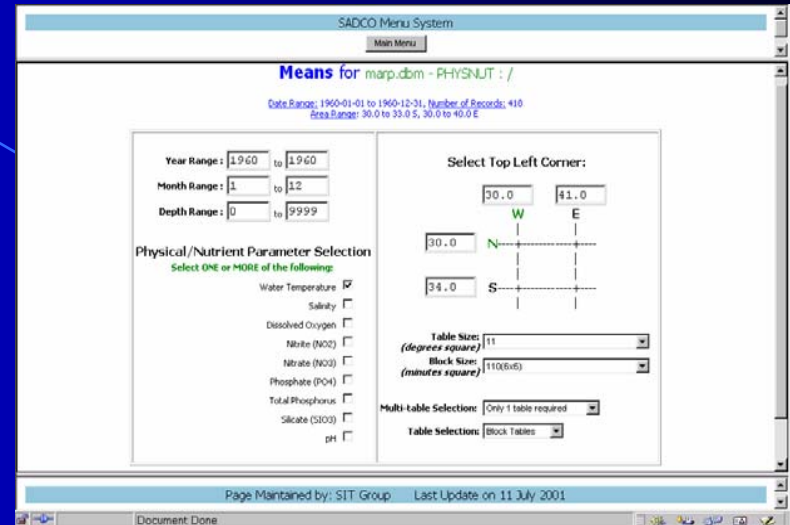 SADCO Menu System
Main Menu
Means for marp.dbm - PHYSNUT : /
Date Range: 1960-01-01 to 1960-12-31, Number of Records: 410
Area Range: 30.0 to 33.0 S, 30.0 to 40.0 E
Year Range : 1960 to 1960
Month Range : 1 to 12
Depth Range : 0 to 9999
Physical/Nutrient Parameter Selection
Select ONE or MORE of the following:
Water Temperature
Salinity
Dissolved Oxygen
Nitrite (NO2)
Nitrate (NO3)
Phosphate (PO4)
Total Phosphorus
Silicate (SIO3)
pH
Select Top Left Corner:
30.0 41.0
W E
30.0 N
34.0 S
Table Size: 11
(degrees square)
Block Size: 110(6x6)
(minutes square)
Multi-table Selection: Only 1 table required
Table Selection: Block Tables
Page Maintained by: SIT Group Last Update on 11 July 2001
Document Done